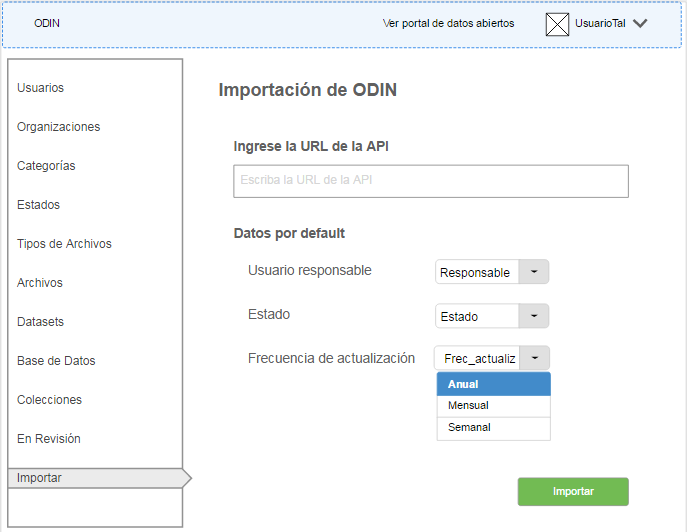 ODIN
Ver portal de datos abiertos
UsuarioTal
Usuarios
Organizaciones
Categorías
Estados
Tipos de Archivos
Archivos
Datasets
Base de Datos
Colecciones
En Revisión
Importar
Importación de ODIN
Ingrese la URL de la API
Escriba la URL de la API
Datos por default
Usuario responsable
Responsable
Estado
Estado
Frecuencia de actualización
Frec_actualiz
Anual
Mensual
Semanal
Importar